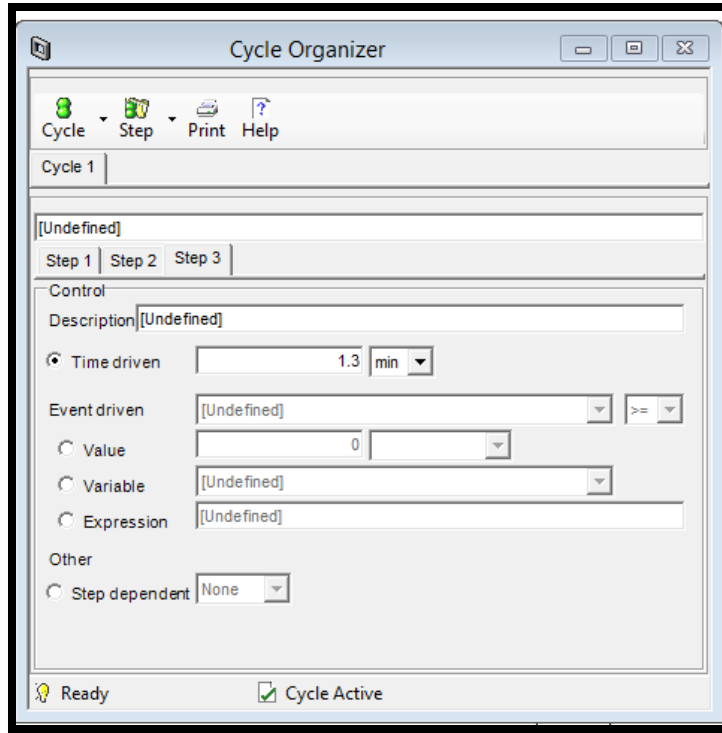 Cycle Organizer
Cycle Step Print Help
Cycle 1
[Undefined]
Step 1 Step 2 Step 3
Control
Description [Undefined]
Time driven 1.3 min
Event driven [Undefined] >=
Value 0
Variable [Undefined]
Expression [Undefined]
Other
Step dependent None
Ready Cycle Active